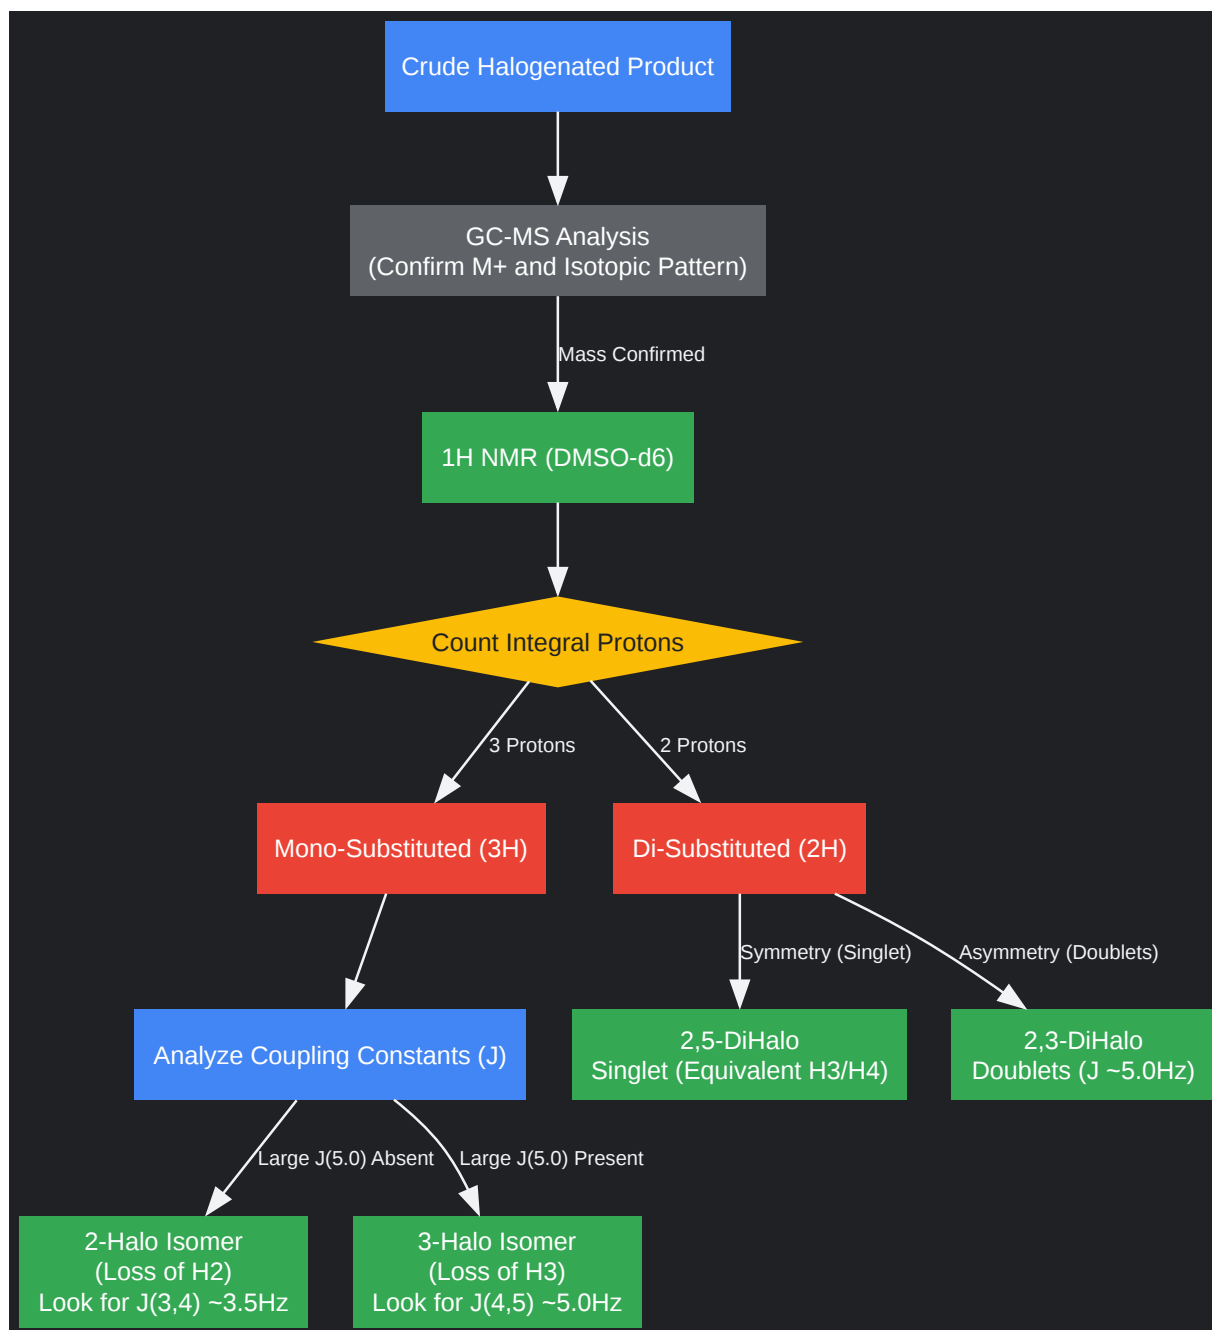 Crude Halogenated Product
GC-MS Analysis
(Confirm M+ and Isotopic Pattern)
Mass Confirmed
1H NMR (DMSO-d6)
Count Integral Protons
3 Protons
2 Protons
Mono-Substituted (3H)
Di-Substituted (2H)
Symmetry (Singlet)
Asymmetry (Doublets)
Analyze Coupling Constants (J)
2,5-DiHalo
Singlet (Equivalent H3/H4)
2,3-DiHalo
Doublets (J ~5.0Hz)
Large J(5.0) Absent
Large J(5.0) Present
2-Halo Isomer
(Loss of H2)
Look for J(3,4) ~3.5Hz
3-Halo Isomer
(Loss of H3)
Look for J(4,5) ~5.0Hz